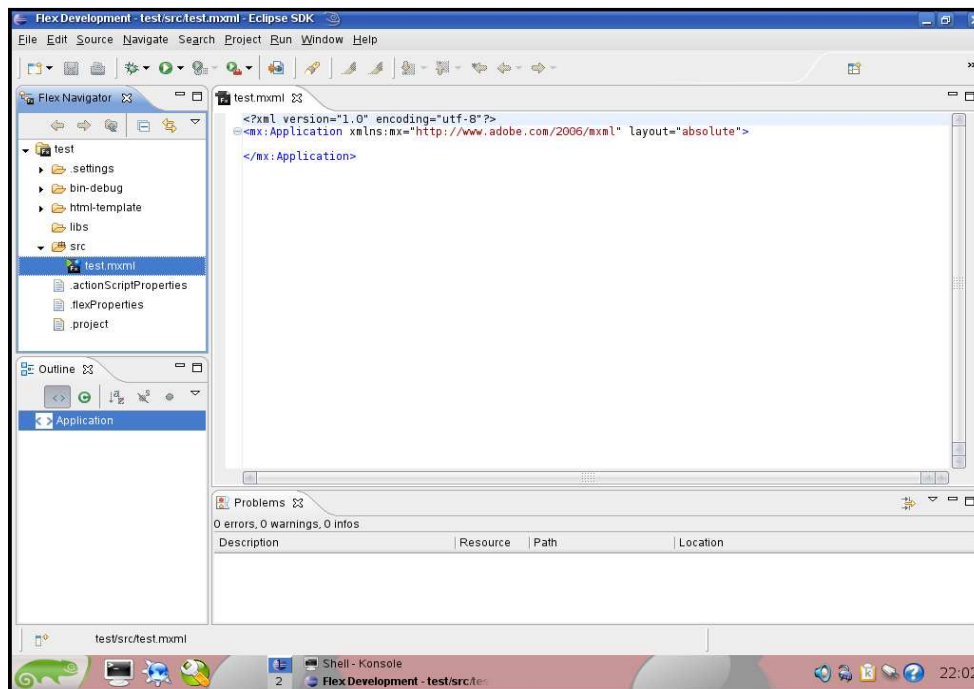 Flex Development - test/src/test.mxml - Eclipse SDK
File Edit Source Navigate Search Project Run Window Help
Flex Navigator
test
.settings
bin-debug
html-template
libs
src
test.mxml
.actionScriptProperties
.flexProperties
.project
test.mxml
<?xml version="1.0" encoding="utf-8"?>
<mx:Application xmlns:mx="http://www.adobe.com/2006/mxml" layout="absolute">
</mx:Application>
Outline
Application
Problems
0 errors, 0 warnings, 0 infos
Description Resource Path Location
test/src/test.mxml
2
Shell - Konsole
Flex Development - test/src/tes